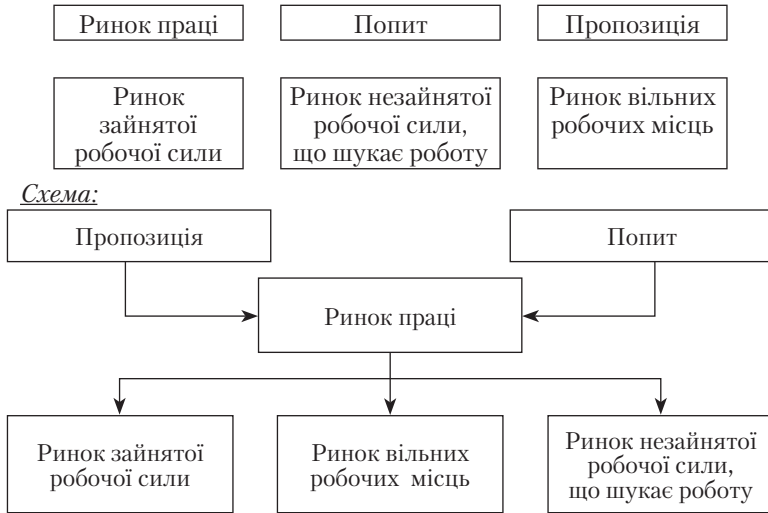 Ринок праці
Попит
Пропозиція
Ринок
зайнятої
робочої сили
Ринок незайнятої
робочої сили,
що шукає роботу
Ринок вільних
робочих місць
Схема:
Пропозиція
Попит
Ринок праці
Ринок зайнятої
робочої сили
Ринок вільних
робочих місць
Ринок незайнятої
робочої сили,
що шукає роботу